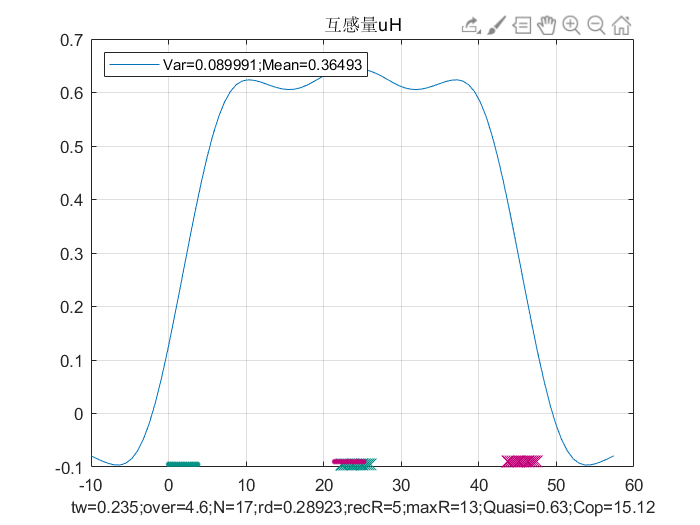 互感量uH
0.7
Var=0.089991;Mean=0.36493
0.6
0.5
0.4
0.3
0.2
0.1
0
-0.1
-10 0 10 20 30 40 50 60
tw=0.235;over=4.6;N=17;rd=0.28923;recR=5;maxR=13;Quasi=0.63;Cop=15.12